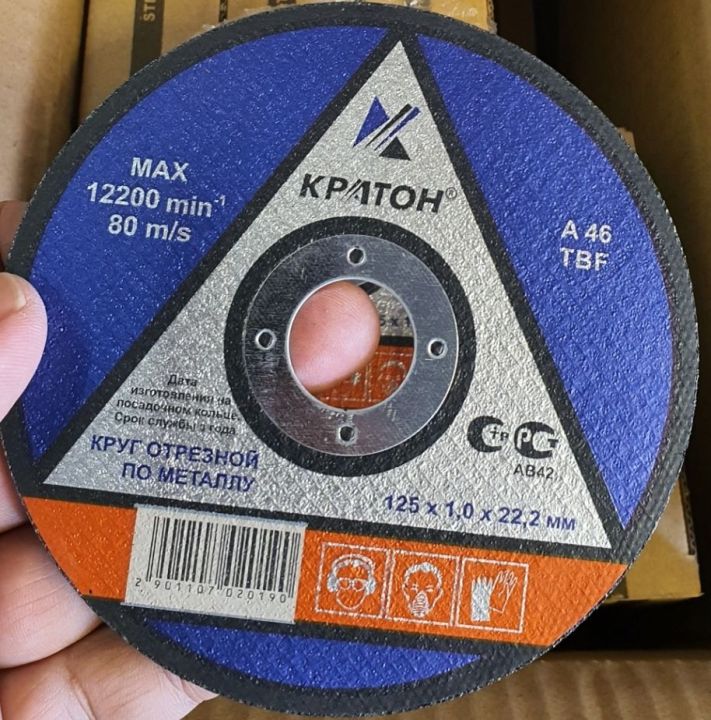 MAX
12200 min⁻¹
80 m/s
КРАТОН®
A 46
TBF
Дата
изготовления на
посадочном кольце
Срок службы 3 года
КРУГ ОТРЕЗНОЙ
ПО МЕТАЛЛУ
AB42
125 x 1,0 x 22,2 мм
2 901107 020190